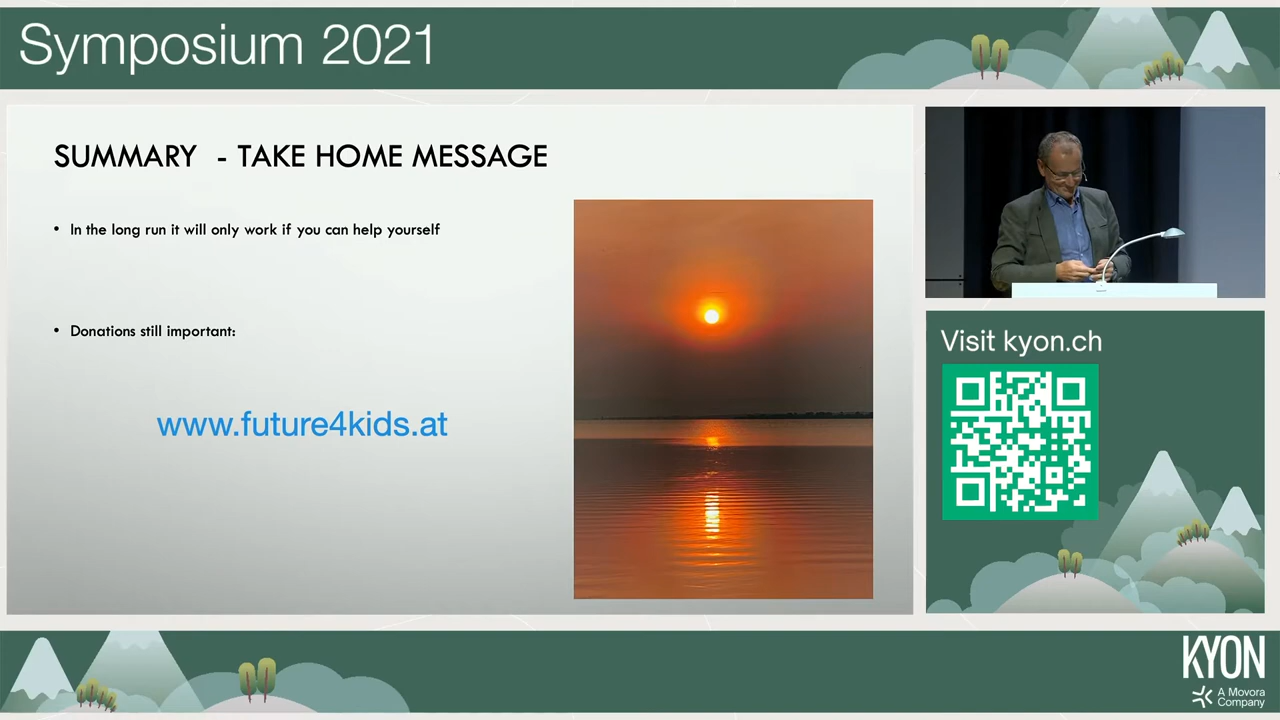 Symposium 2021
SUMMARY - TAKE HOME MESSAGE
• In the long run it will only work if you can help yourself
• Donations still important:
www.future4kids.at
Visit kyon.ch
KYON
A Movora
Company